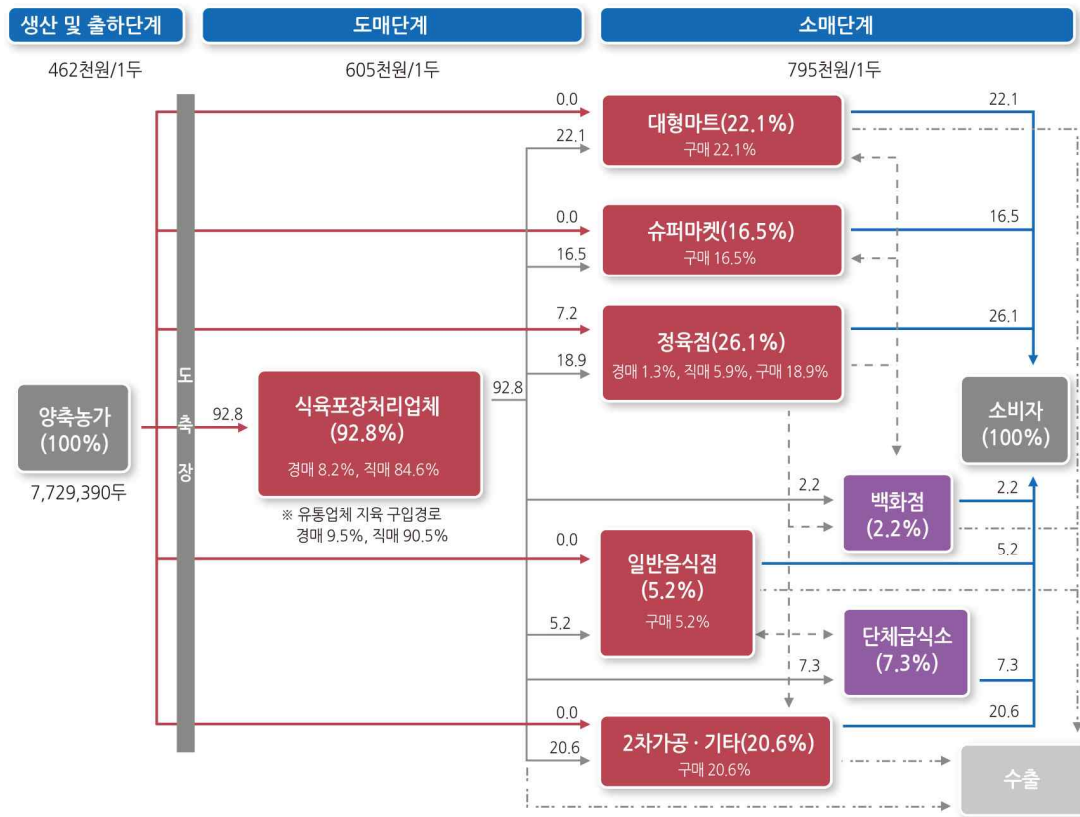 생산 및 출하단계
도매단계
소매단계
462천원/1두
605천원/1두
795천원/1두
0.0
22.1
대형마트(22.1%)
구매 22.1%
22.1
0.0
16.5
슈퍼마켓(16.5%)
구매 16.5%
16.5
7.2
18.9
정육점(26.1%)
경매 1.3%, 직매 5.9%, 구매 18.9%
26.1
도
축
장
양축농가
(100%)
7,729,390두
92.8
식육포장처리업체
(92.8%)
경매 8.2%, 직매 84.6%
92.8
※ 유통업체 지육 구입경로
경매 9.5%, 직매 90.5%
소비자
(100%)
2.2
백화점
(2.2%)
2.2
0.0
5.2
일반음식점
(5.2%)
구매 5.2%
5.2
7.3
단체급식소
(7.3%)
7.3
0.0
20.6
2차가공 · 기타(20.6%)
구매 20.6%
20.6
수출